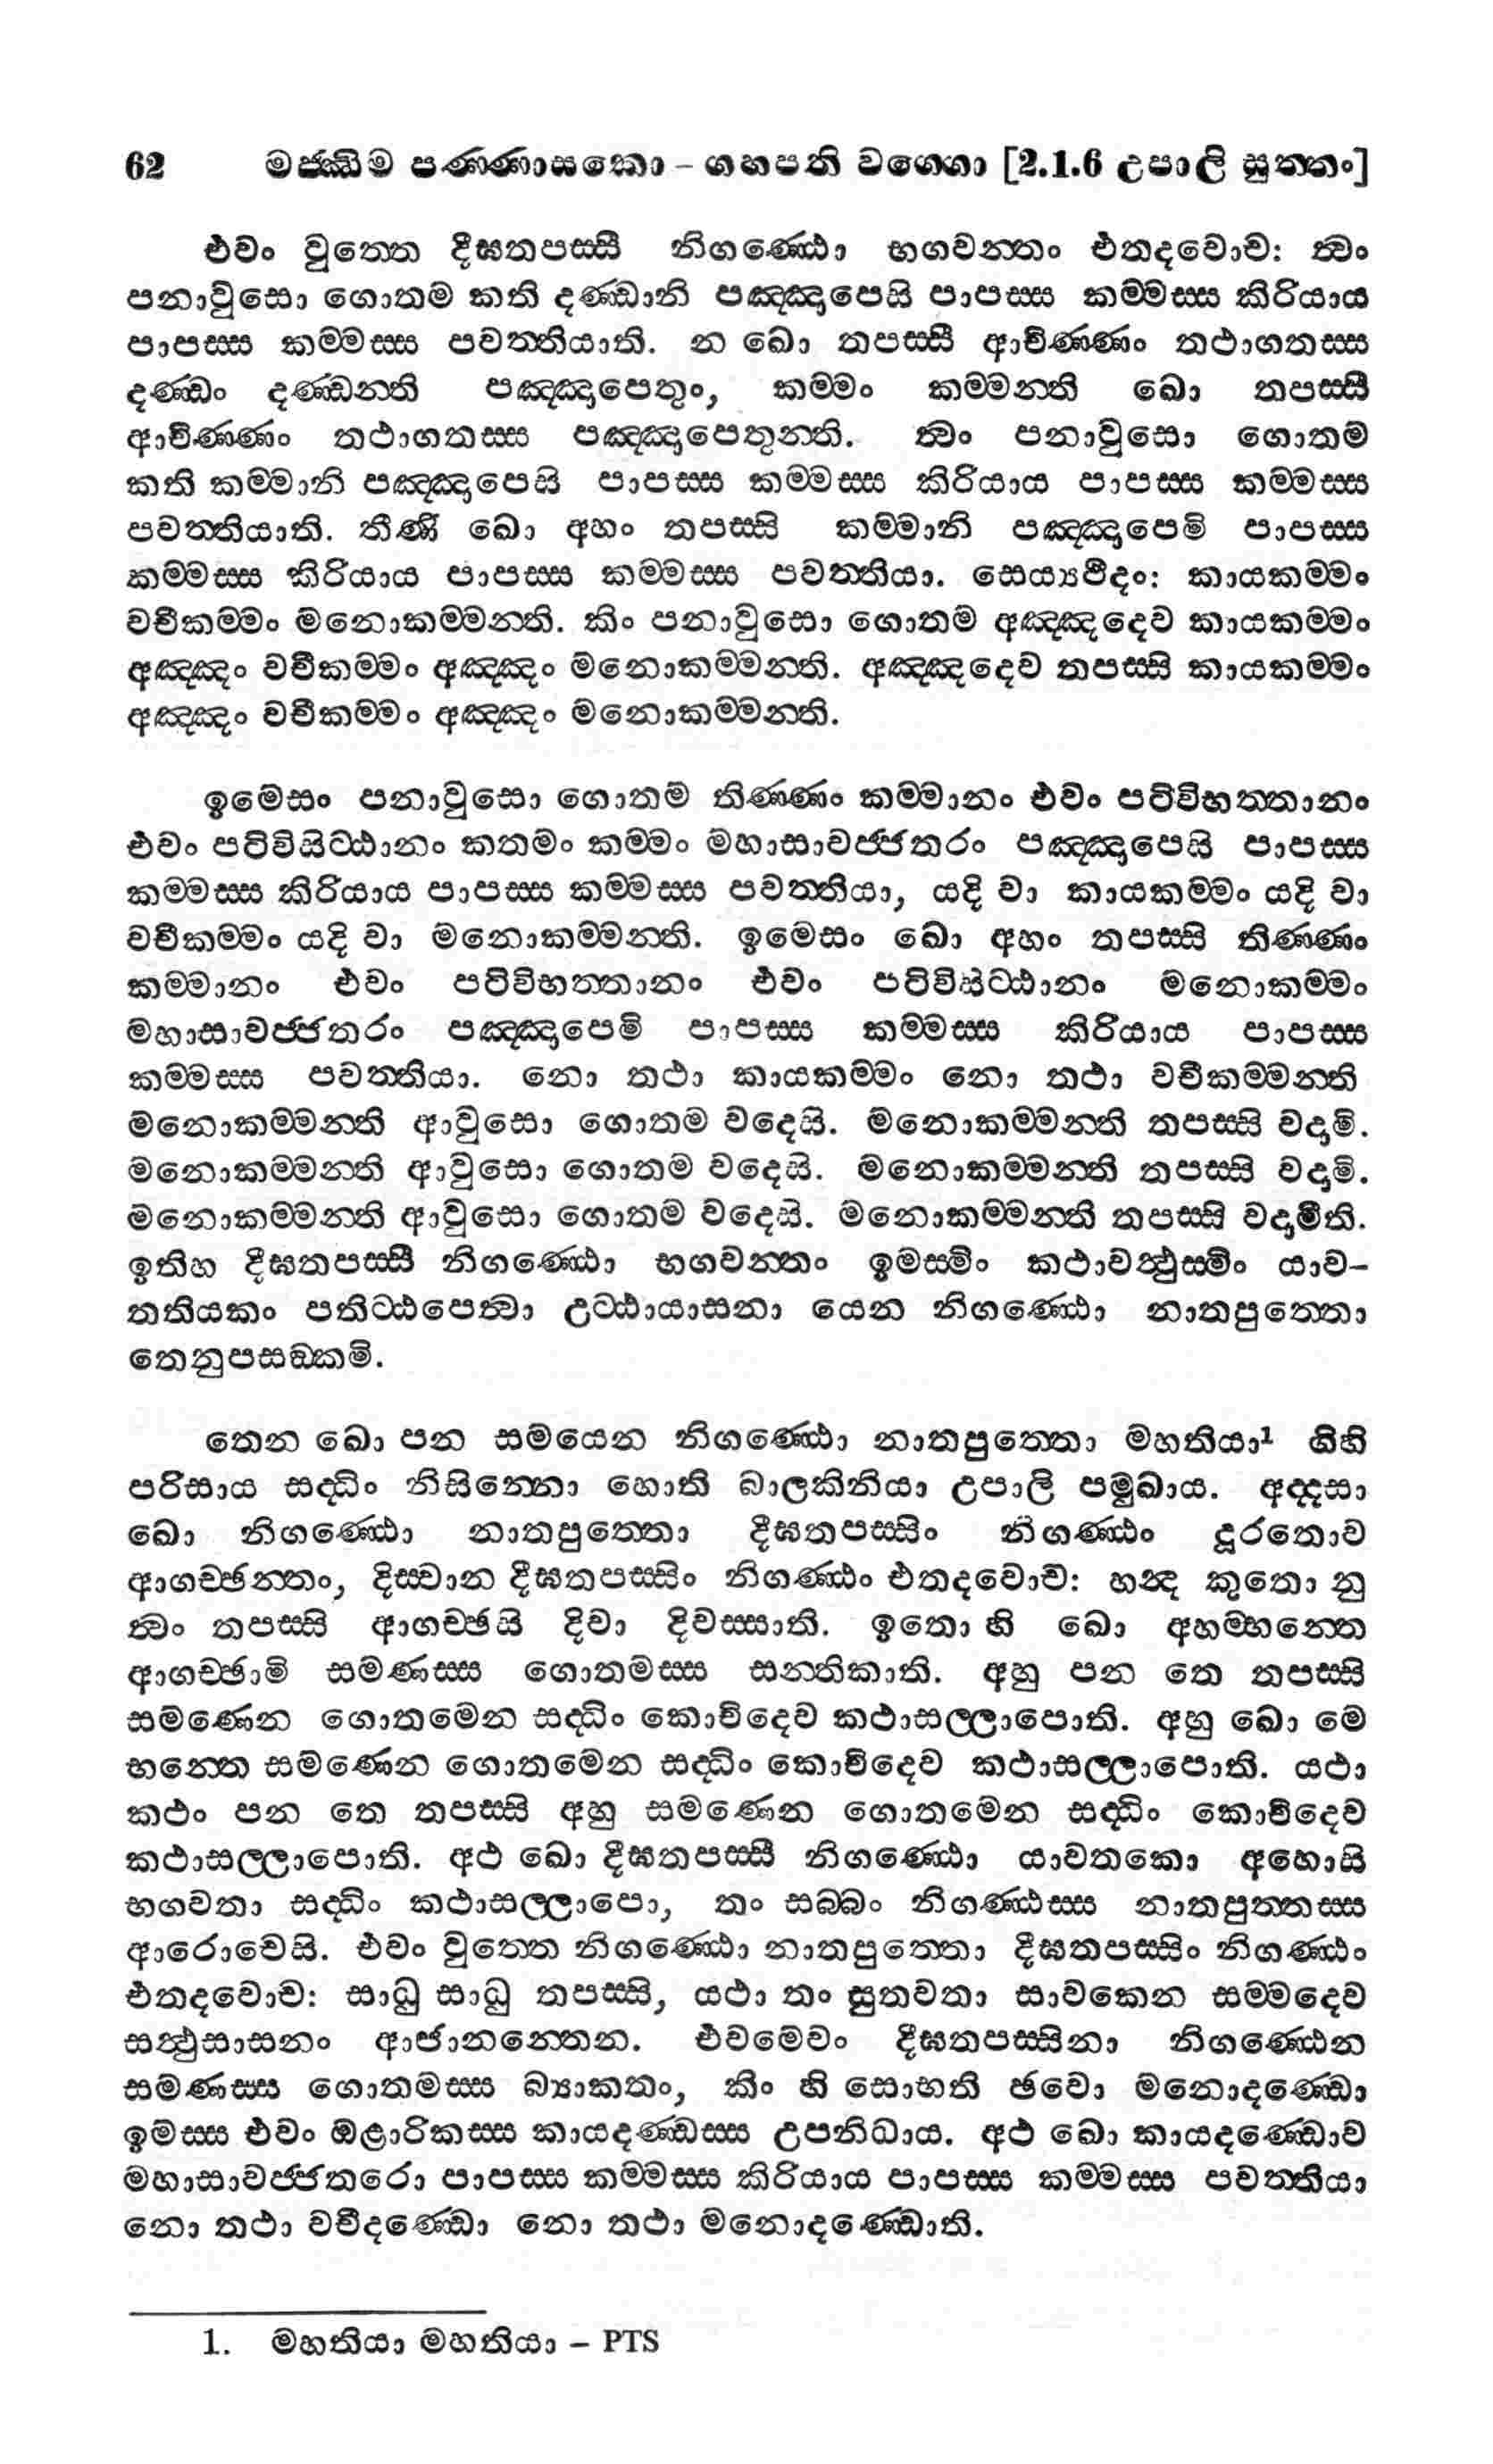 62 මජ්ඣිම පණ්ණාසකො – ගහපති වග්ගො [2.1.6 උපාලි සුත්තං]
එවං වුත්තෙ දීඝතපස්සී නිගණ්ඨො භගවන්තං එතදවොච: ත්වං
පනාවුසො ගොතම කති දණ්ඩානි පඤ්ඤාපෙසි පාපස්ස කම්මස්ස කිරියාය
පාපස්ස කම්මස්ස පවත්තියාති. න ඛො තපස්සී ආචිණ්ණං තථාගතස්ස
දණ්ඩං දණ්ඩන්ති පඤ්ඤාපෙතුං, කම්මං කම්මන්ති ඛො තපස්සී
ආචිණ්ණං තථාගතස්ස පඤ්ඤාපෙතුන්ති. ත්වං පනාවුසො ගොතම
කති කම්මානි පඤ්ඤාපෙසි පාපස්ස කම්මස්ස කිරියාය පාපස්ස කම්මස්ස
පවත්තියාති. තීණි ඛො අහං තපස්සි කම්මානි පඤ්ඤාපෙමි පාපස්ස
කම්මස්ස කිරියාය පාපස්ස කම්මස්ස පවත්තියා. සෙය්‍යථීදං: කායකම්මං
වචීකම්මං මනොකම්මන්ති. කිං පනාවුසො ගොතම අඤ්ඤදෙව කායකම්මං
අඤ්ඤං වචීකම්මං අඤ්ඤං මනොකම්මන්ති. අඤ්ඤදෙව තපස්සි කායකම්මං
අඤ්ඤං වචීකම්මං අඤ්ඤං මනොකම්මන්ති.
ඉමෙසං පනාවුසො ගොතම තිණ්ණං කම්මානං එවං පටිවිභත්තානං
එවං පටිවිසිට්ඨානං කතමං කම්මං මහාසාවජ්ජතරං පඤ්ඤාපෙසි පාපස්ස
කම්මස්ස කිරියාය පාපස්ස කම්මස්ස පවත්තියා, යදි වා කායකම්මං යදි වා
වචීකම්මං යදි වා මනොකම්මන්ති. ඉමෙසං ඛො අහං තපස්සි තිණ්ණං
කම්මානං එවං පටිවිභත්තානං එවං පටිවිසිට්ඨානං මනොකම්මං
මහාසාවජ්ජතරං පඤ්ඤාපෙමි පාපස්ස කම්මස්ස කිරියාය පාපස්ස
කම්මස්ස පවත්තියා. නො තථා කායකම්මං නො තථා වචීකම්මන්ති
මනොකම්මන්ති ආවුසො ගොතම වදෙසි. මනොකම්මන්ති තපස්සි වදාමි.
මනොකම්මන්ති ආවුසො ගොතම වදෙසි. මනොකම්මන්ති තපස්සි වදාමි.
මනොකම්මන්ති ආවුසො ගොතම වදෙසි. මනොකම්මන්ති තපස්සි වදාමීති.
ඉතිහ දීඝතපස්සී නිගණ්ඨො භගවන්තං ඉමස්මිං කථාවත්ථුස්මිං යාව-
තතියකං පතිට්ඨපෙත්වා උට්ඨායාසනා යෙන නිගණ්ඨො නාතපුත්තො
තෙනුපසඞ්කමි.
තෙන ඛො පන සමයෙන නිගණ්ඨො නාතපුත්තො මහතියා¹ ගිහි
පරිසාය සද්ධිං නිසින්නො හොති බාලකිනියා උපාලි පමුඛාය. අද්දසා
ඛො නිගණ්ඨො නාතපුත්තො දීඝතපස්සිං නිගණ්ඨං දූරතොව
ආගච්ඡන්තං, දිස්වාන දීඝතපස්සිං නිගණ්ඨං එතදවොච: හන්ද කුතො නු
ත්වං තපස්සි ආගච්ඡසි දිවා දිවස්සාති. ඉතො හි ඛො අහම්භන්තෙ
ආගච්ඡාමි සමණස්ස ගොතමස්ස සන්තිකාති. අහු පන තෙ තපස්සි
සමණෙන ගොතමෙන සද්ධිං කොචිදෙව කථාසල්ලාපොති. අහු ඛො මෙ
භන්තෙ සමණෙන ගොතමෙන සද්ධිං කොචිදෙව කථාසල්ලාපොති. යථා
කථං පන තෙ තපස්සි අහු සමණෙන ගොතමෙන සද්ධිං කොචිදෙව
කථාසල්ලාපොති. අථ ඛො දීඝතපස්සී නිගණ්ඨො යාවතකො අහොසි
භගවතා සද්ධිං කථාසල්ලාපො, තං සබ්බං නිගණ්ඨස්ස නාතපුත්තස්ස
ආරොචෙසි. එවං වුත්තෙ නිගණ්ඨො නාතපුත්තො දීඝතපස්සිං නිගණ්ඨං
එතදවොච: සාධු සාධු තපස්සි, යථා තං සුතවතා සාවකෙන සම්මදෙව
සත්ථුසාසනං ආජානන්තෙන. එවමෙවං දීඝතපස්සිනා නිගණ්ඨෙන
සමණස්ස ගොතමස්ස බ්‍යාකතං, කිං හි සොභති ඡවො මනොදණ්ඩො
ඉමස්ස එවං ඔළාරිකස්ස කායදණ්ඩස්ස උපනිධාය. අථ ඛො කායදණ්ඩොව
මහාසාවජ්ජතරො පාපස්ස කම්මස්ස කිරියාය පාපස්ස කම්මස්ස පවත්තියා
නො තථා වචීදණ්ඩො නො තථා මනොදණ්ඩොති.
1. මහතියා මහතියා – PTS